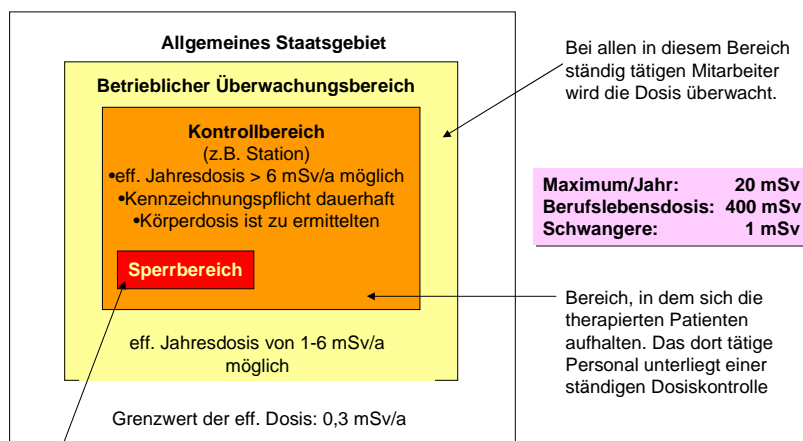 Allgemeines Staatsgebiet
Betrieblicher Überwachungsbereich
Kontrollbereich
(z.B. Station)
•eff. Jahresdosis > 6 mSv/a möglich
•Kennzeichnungspflicht dauerhaft
•Körperdosis ist zu ermittelten
Sperrbereich
eff. Jahresdosis von 1-6 mSv/a
möglich
Grenzwert der eff. Dosis: 0,3 mSv/a
Bei allen in diesem Bereich
ständig tätigen Mitarbeiter
wird die Dosis überwacht.
Maximum/Jahr: 20 mSv
Berufslebensdosis: 400 mSv
Schwangere: 1 mSv
Bereich, in dem sich die
therapierten Patienten
aufhalten. Das dort tätige
Personal unterliegt einer
ständigen Dosiskontrolle